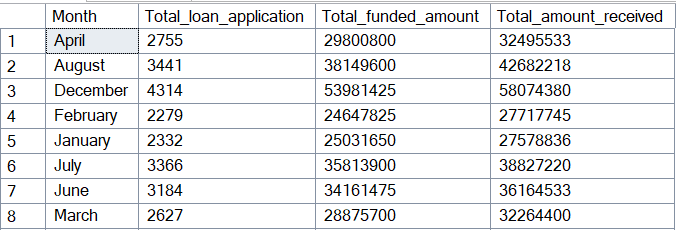 Month Total_loan_application Total_funded_amount Total_amount_received
1 April 2755 29800800 32495533
2 August 3441 38149600 42682218
3 December 4314 53981425 58074380
4 February 2279 24647825 27717745
5 January 2332 25031650 27578836
6 July 3366 35813900 38827220
7 June 3184 34161475 36164533
8 March 2627 28875700 32264400